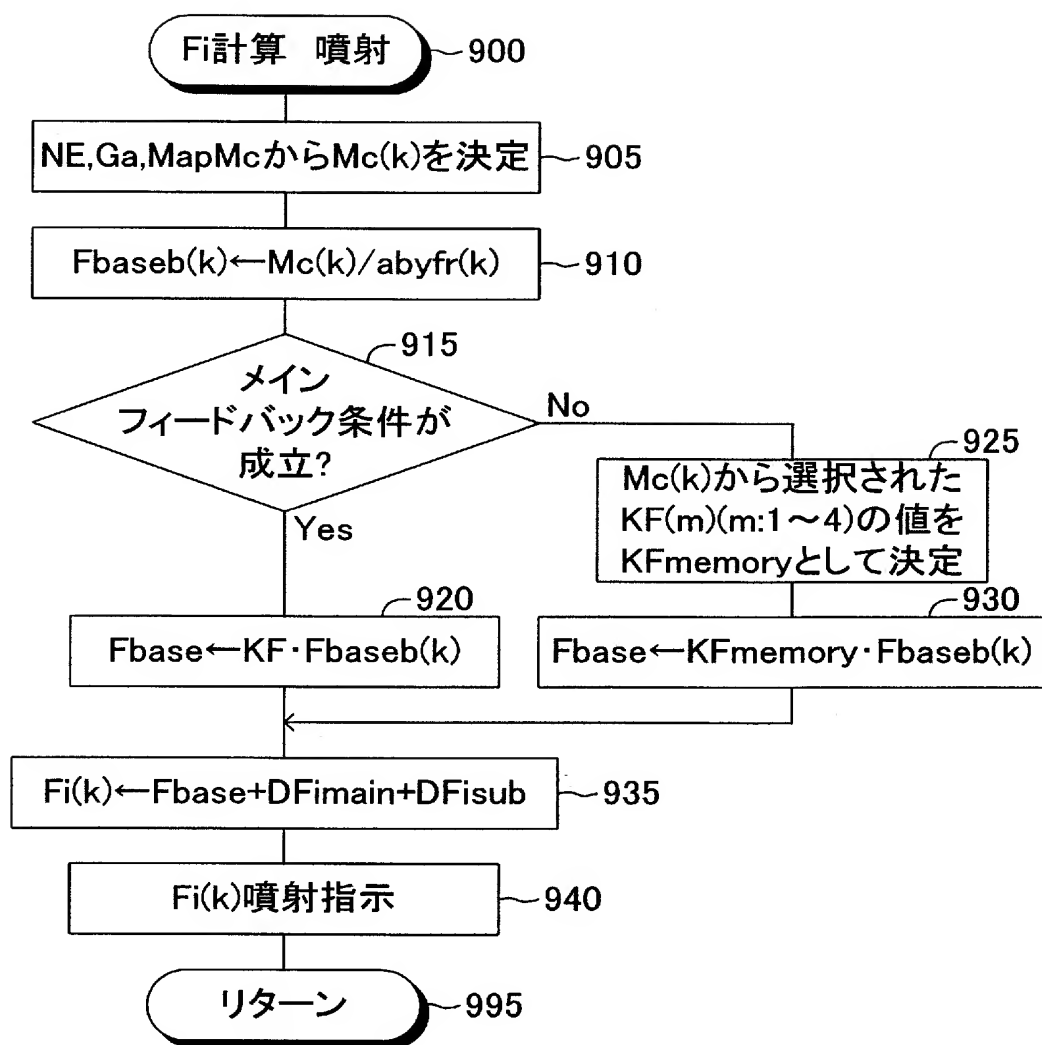 Fi計算　噴射
900
NE,Ga,MapMcからMc(k)を決定
905
Fbaseb(k)←Mc(k)/abyfr(k)
910
915
メイン
フィードバック条件が
成立?
No
Yes
925
Mc(k)から選択された
KF(m)(m:1～4)の値を
KFmemoryとして決定
920
Fbase←KF・Fbaseb(k)
930
Fbase←KFmemory・Fbaseb(k)
Fi(k)←Fbase+DFimain+DFisub
935
Fi(k)噴射指示
940
リターン
995